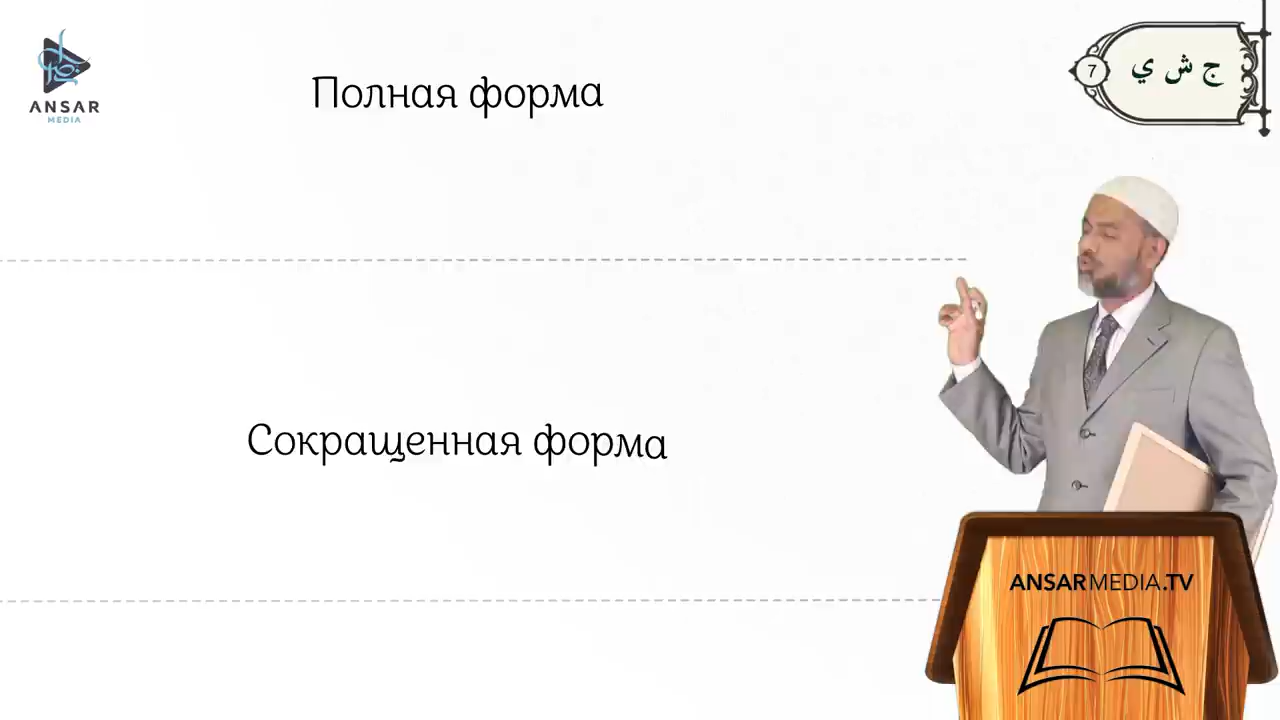 ANSAR
MEDIA
Полная форма
7
ج ش ي
Сокращенная форма
ANSARMEDIA.TV